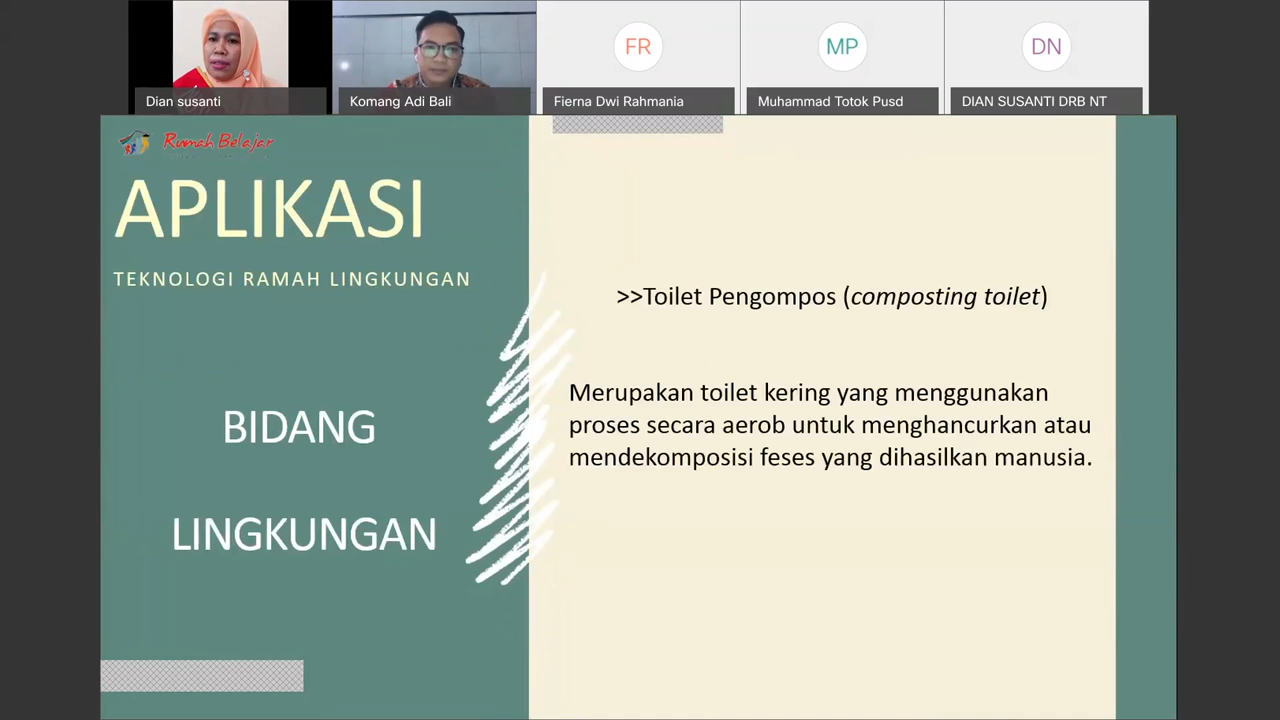 FR
MP
DN
Dian susanti
Komang Adi Bali
Fierna Dwi Rahmania
Muhammad Totok Pusd
DIAN SUSANTI DRB NT
Rumah Belajar
APLIKASI
TEKNOLOGI RAMAH LINGKUNGAN
BIDANG
LINGKUNGAN
>>Toilet Pengompos (composting toilet)
Merupakan toilet kering yang menggunakan
proses secara aerob untuk menghancurkan atau
mendekomposisi feses yang dihasilkan manusia.